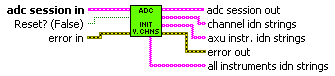 adc session in
Reset? (False)
error in
ADC
INIT
V.CHNS
adc session out
channel idn strings
axu instr. idn strings
error out
all instruments idn strings